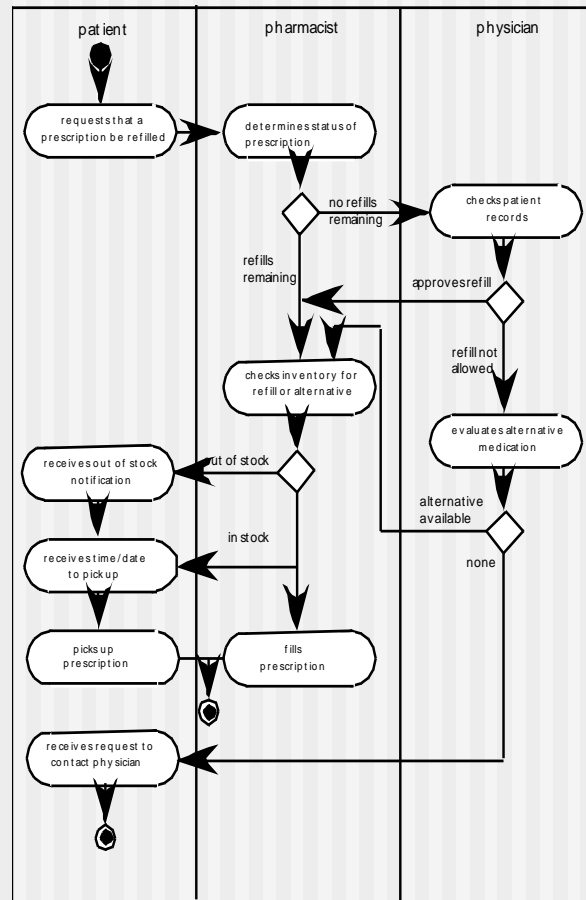 patient
pharmacist
physician
requests that a
prescription be refilled
determines status of
prescription
no refills
remaining
checks patient
records
refills
remaining
approves refill
refill not
allowed
checks inventory for
refill or alternative
evaluates alternative
medication
out of stock
receives out of stock
notification
alternative
available
in stock
none
receives time/date
to pick up
picks up
prescription
fills
prescription
receives request to
contact physician